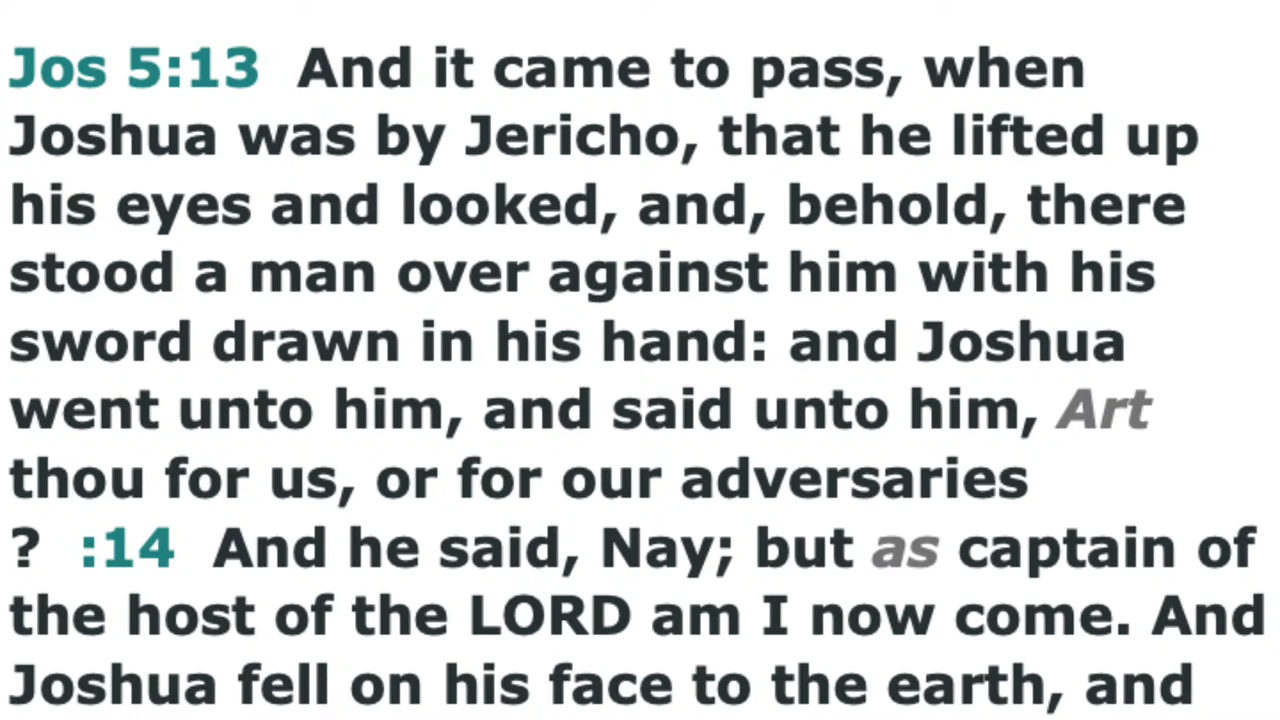 Jos 5:13 And it came to pass, when
Joshua was by Jericho, that he lifted up
his eyes and looked, and, behold, there
stood a man over against him with his
sword drawn in his hand: and Joshua
went unto him, and said unto him, Art
thou for us, or for our adversaries
? :14 And he said, Nay; but as captain of
the host of the LORD am I now come. And
Joshua fell on his face to the earth, and